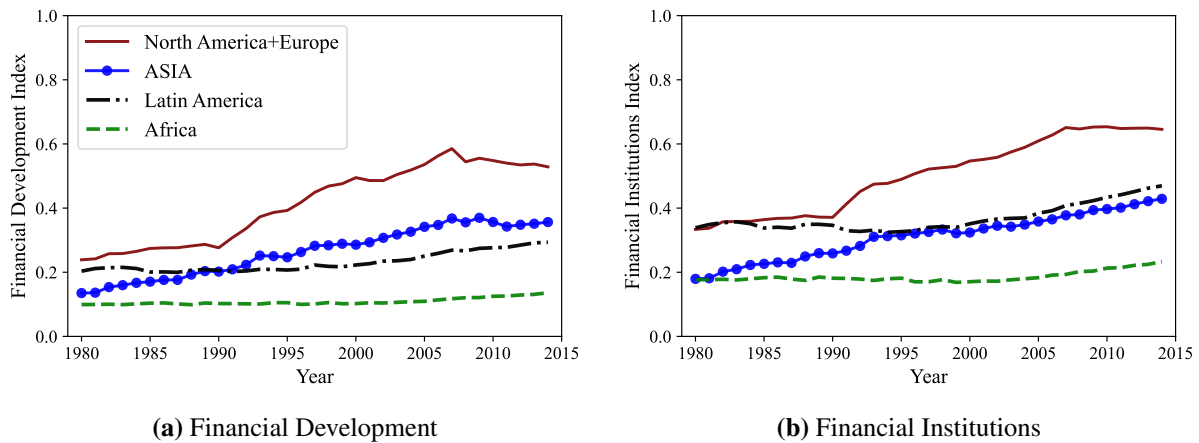 Financial Development Index
1.0
0.8
0.6
0.4
0.2
0.0
North America+Europe
ASIA
Latin America
Africa
1980 1985 1990 1995 2000 2005 2010 2015
Year
(a) Financial Development
Financial Institutions Index
1.0
0.8
0.6
0.4
0.2
0.0
1980 1985 1990 1995 2000 2005 2010 2015
Year
(b) Financial Institutions